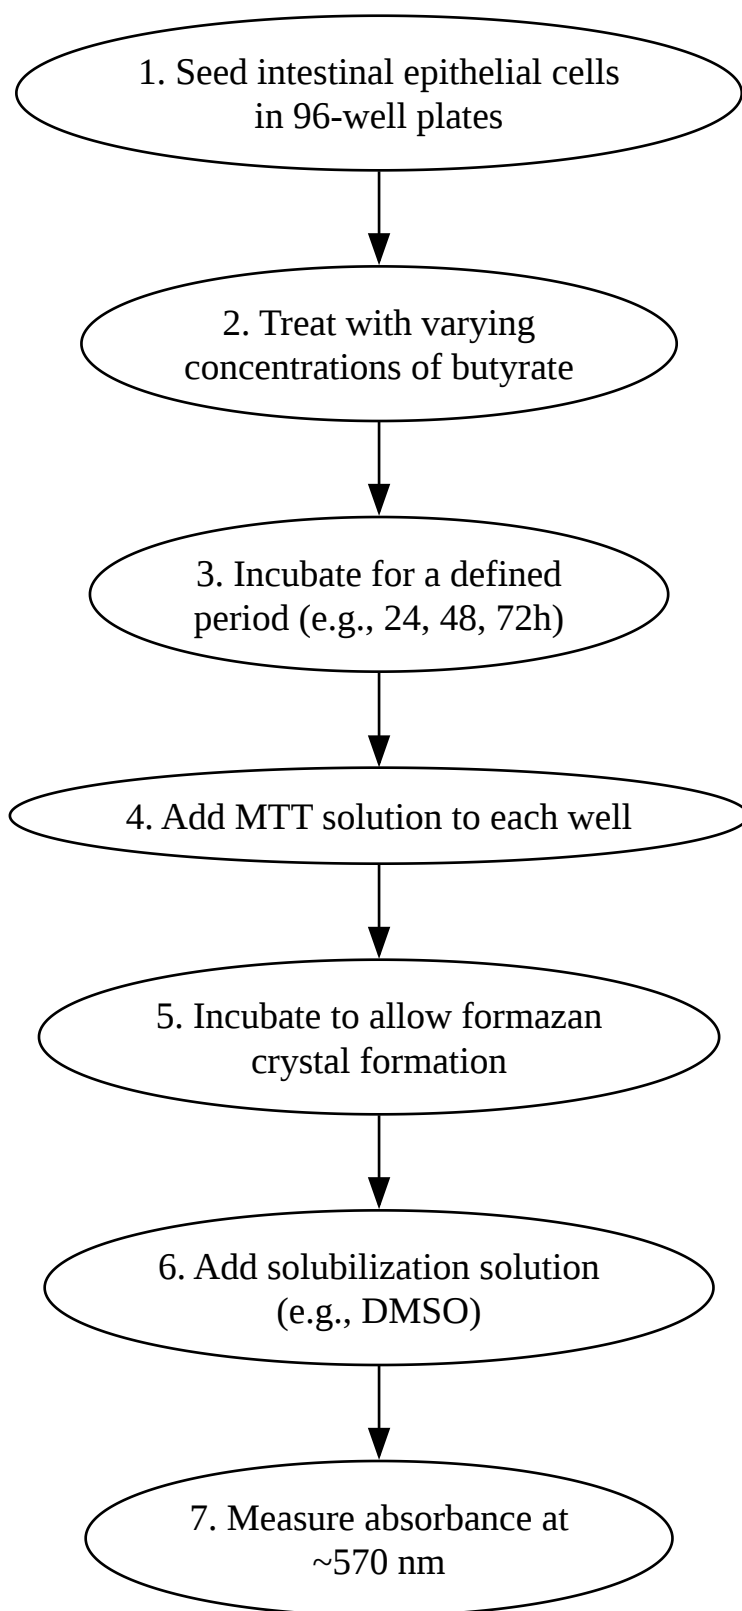 1. Seed intestinal epithelial cells
in 96-well plates
2. Treat with varying
concentrations of butyrate
3. Incubate for a defined
period (e.g., 24, 48, 72h)
4. Add MTT solution to each well
5. Incubate to allow formazan
crystal formation
6. Add solubilization solution
(e.g., DMSO)
7. Measure absorbance at
~570 nm